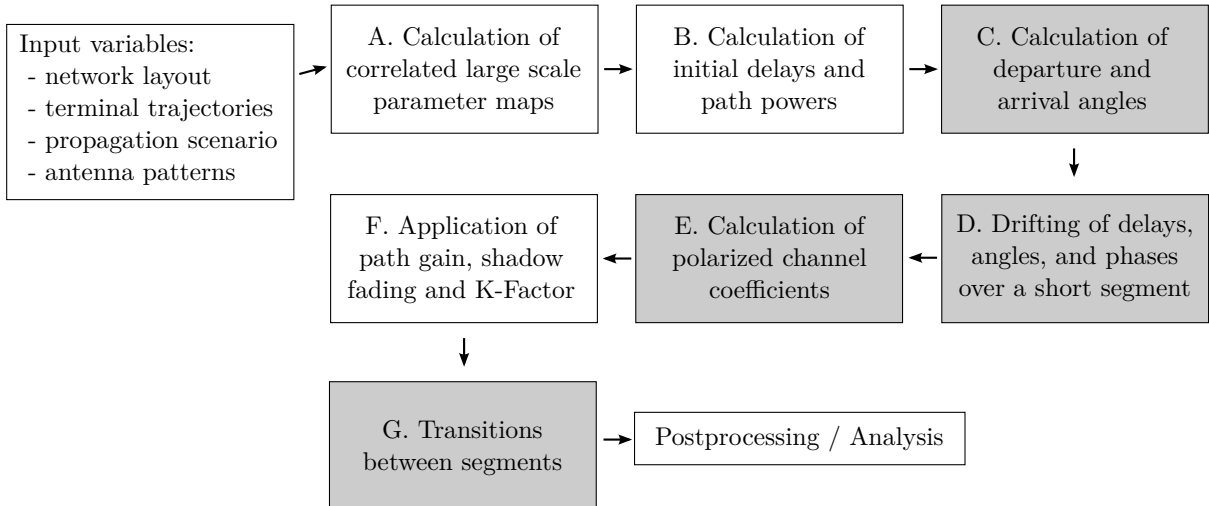 Input variables:
- network layout
- terminal trajectories
- propagation scenario
- antenna patterns
A. Calculation of
correlated large scale
parameter maps
B. Calculation of
initial delays and
path powers
C. Calculation of
departure and
arrival angles
D. Drifting of delays,
angles, and phases
over a short segment
E. Calculation of
polarized channel
coefficients
F. Application of
path gain, shadow
fading and K-Factor
G. Transitions
between segments
Postprocessing / Analysis